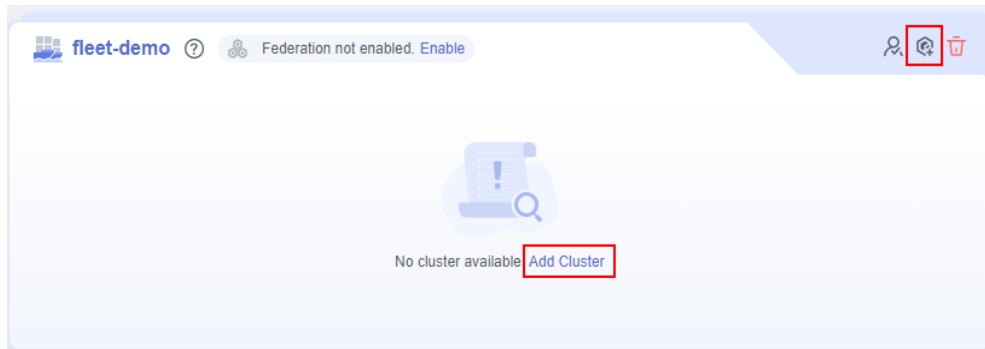 fleet-demo Federation not enabled. Enable
No cluster available Add Cluster